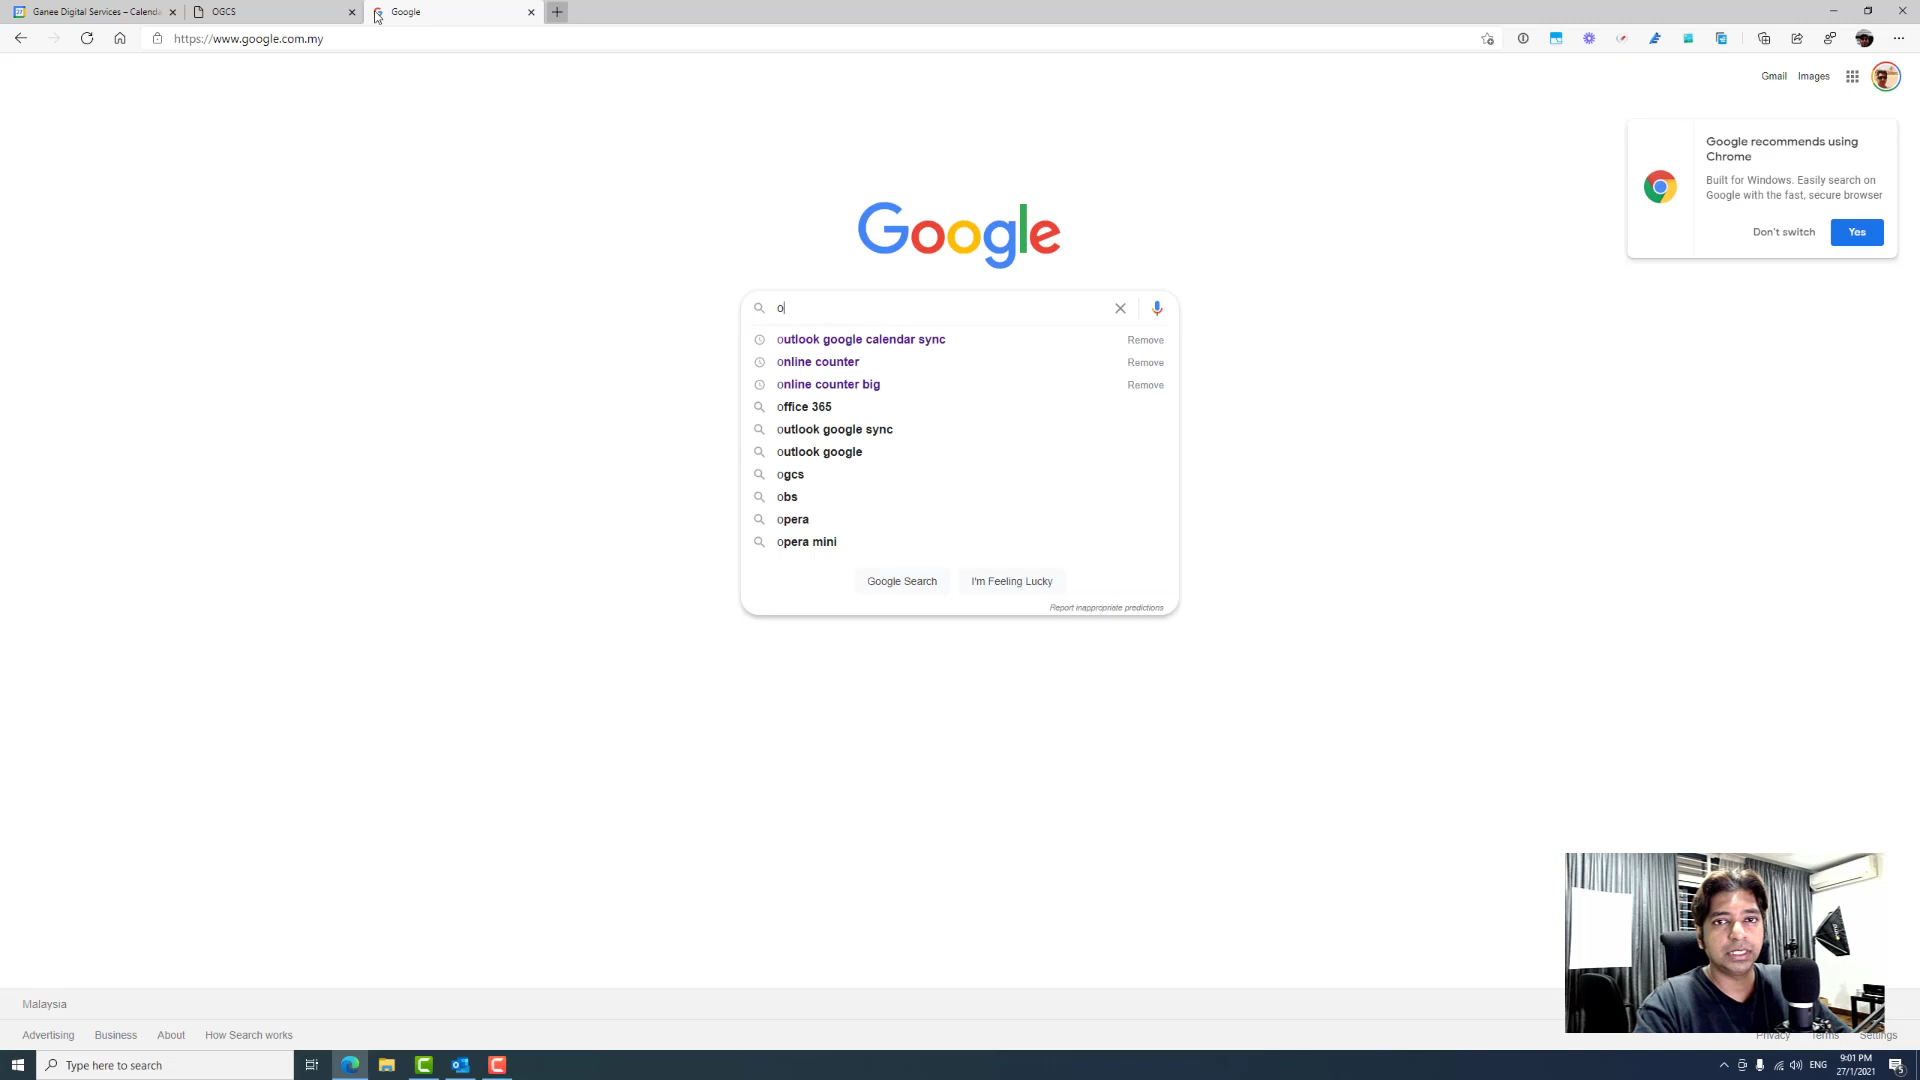 Ganee Digital Services – Calenda
OGCS
Google
https://www.google.com.my
Gmail
Images
Google recommends using
Chrome
Built for Windows. Easily search on
Google with the fast, secure browser
Don't switch
Yes
Google
o
outlook google calendar sync
Remove
online counter
Remove
online counter big
Remove
office 365
outlook google sync
outlook google
ogcs
obs
opera
opera mini
Google Search
I'm Feeling Lucky
Report inappropriate predictions
Malaysia
Advertising
Business
About
How Search works
Privacy
Terms
Settings
Type here to search
ENG
9:01 PM
27/1/2021